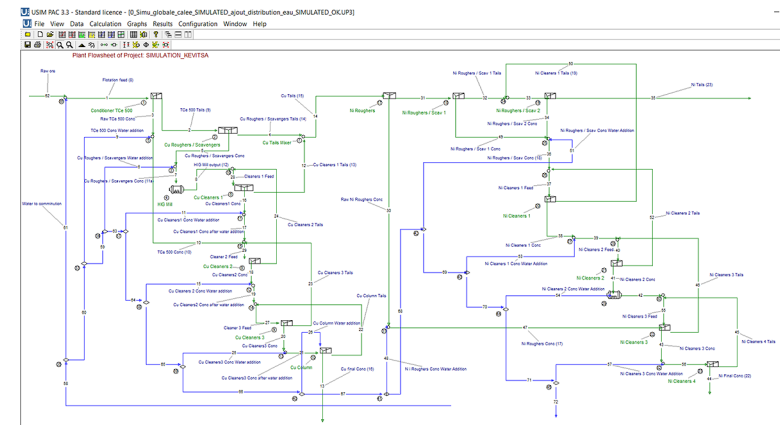 USIM PAC 3.3 - Standard licence - [0_Simu_globale_calee_SIMULATED_ajout_distribution_eau_SIMULATED_OK.UP3]
File View Data Calculation Graphs Results Configuration Window Help
Plant Flowsheet of Project: SIMULATION_KEVITSA
Raw ore
Flotation feed (8)
Conditioner TCe 500
Raw TCe 500 Conc
TCe 500 Conc Water addition
TCe 500 Tails (9)
Cu Roughers / Scavengers
Cu Roughers / Scavengers Conc
Cu Roughers / Scavengers Tails (14)
Cu Tails (15)
Cu Tails Mixer
Cu Roughers / Scavengers water addition
Cu Roughers / Scavengers Conc (11a)
HIG Mill output (12)
HIG Mill
Cleaners 1 Feed
Cu Cleaners 1
Cu Cleaners 1 Tails (13)
Cu Cleaners1 Conc
Cu Cleaners1 Conc Water addition
Cu Cleaners1 Conc after water addition
Water to comminution
TCe 500 Conc (10)
Cu Cleaners 2 Tails
Cleaner 2 Feed
Cu Cleaners 2
Cu Cleaners2 Conc
Cu Cleaners 2 Conc Water addition
Cu Cleaners2 Conc after water addition
Cu Cleaners 3 Tails
Cu Column Tails
Cleaner 3 Feed
Cu Cleaners 3
Cu Cleaners3 Conc
Cu Column Water addition
Cu Cleaners3 Conc Water addition
Cu Cleaners3 Conc after water addition
Cu Column
Cu final Conc (16)
Ni Roughers
Raw Ni Roughers Conc
Ni Roughers / Scav 1
Ni Roughers / Scav 1 Tails
Ni Cleaners 1 Tails (19)
Ni Tails (23)
Ni Roughers / Scav 2
Ni Roughers / Scav 2 Conc
Ni Roughers / Scav Conc Water Addition
Ni Roughers / Scav 1 Conc
Ni Roughers / Scav Conc (18)
Ni Cleaners 1 Feed
Ni Cleaners 1
Ni Cleaners 2 Tails
Ni Cleaners 1 Conc
Ni Cleaners 2 Feed
Ni Cleaners 1 Conc Water Addition
Ni Cleaners 2
Ni Cleaners 2 Conc
Ni Cleaners 2 Conc Water Addition
Ni Cleaners 3 Tails
Ni Cleaners 3 Feed
Ni Cleaners 3
Ni Cleaners 3 Conc
Ni Cleaners 4 Tails
Ni Roughers Conc (17)
Ni Roughers Conc Water Addition
Ni Cleaners 3 Conc Water Addition
Ni Cleaners 4
Ni Final Conc (22)